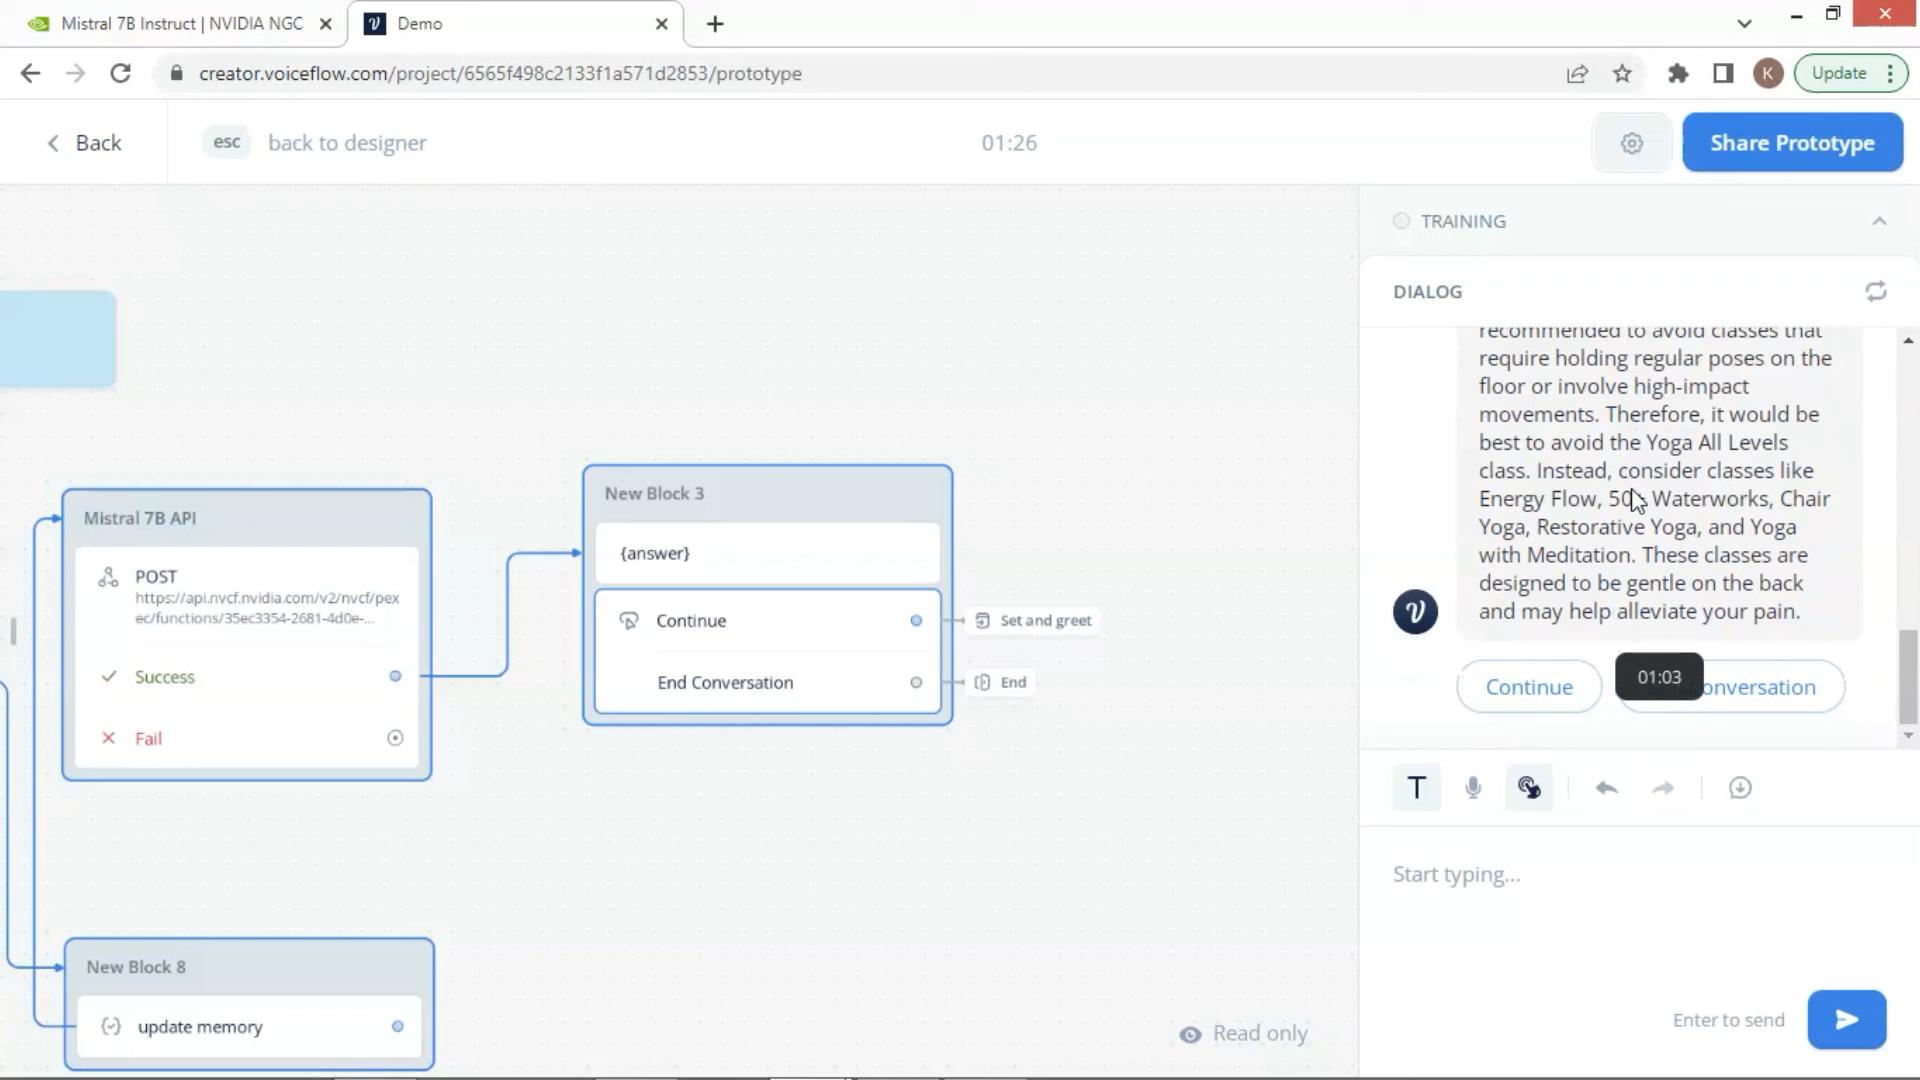 Mistral 7B Instruct | NVIDIA NGC
Demo
creator.voiceflow.com/project/6565f498c2133f1a571d2853/prototype
K
Update
Back
esc back to designer
01:26
Share Prototype
TRAINING
DIALOG
recommended to avoid classes that
require holding regular poses on the
floor or involve high-impact
movements. Therefore, it would be
best to avoid the Yoga All Levels
class. Instead, consider classes like
Energy Flow, 50+ Waterworks, Chair
Yoga, Restorative Yoga, and Yoga
with Meditation. These classes are
designed to be gentle on the back
and may help alleviate your pain.
Continue
01:03
onversation
Start typing...
Enter to send
Mistral 7B API
POST
https://api.nvcf.nvidia.com/v2/nvcf/pex
ec/functions/35ec3354-2681-4d0e-...
Success
Fail
New Block 3
{answer}
Continue
Set and greet
End Conversation
End
New Block 8
update memory
Read only